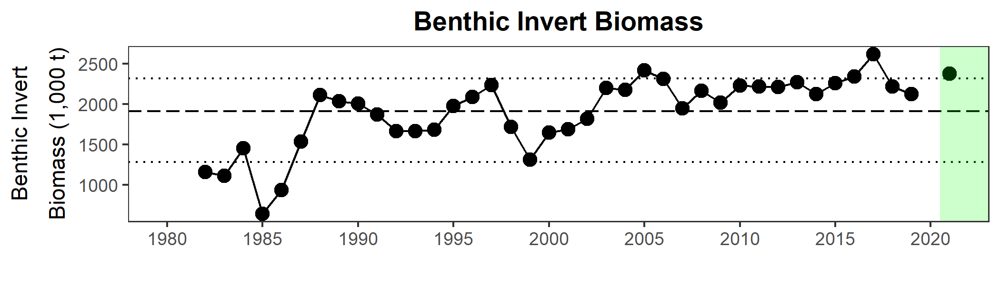 Benthic Invert Biomass
Benthic Invert
Biomass (1,000 t)
2500
2000
1500
1000
1980 1985 1990 1995 2000 2005 2010 2015 2020